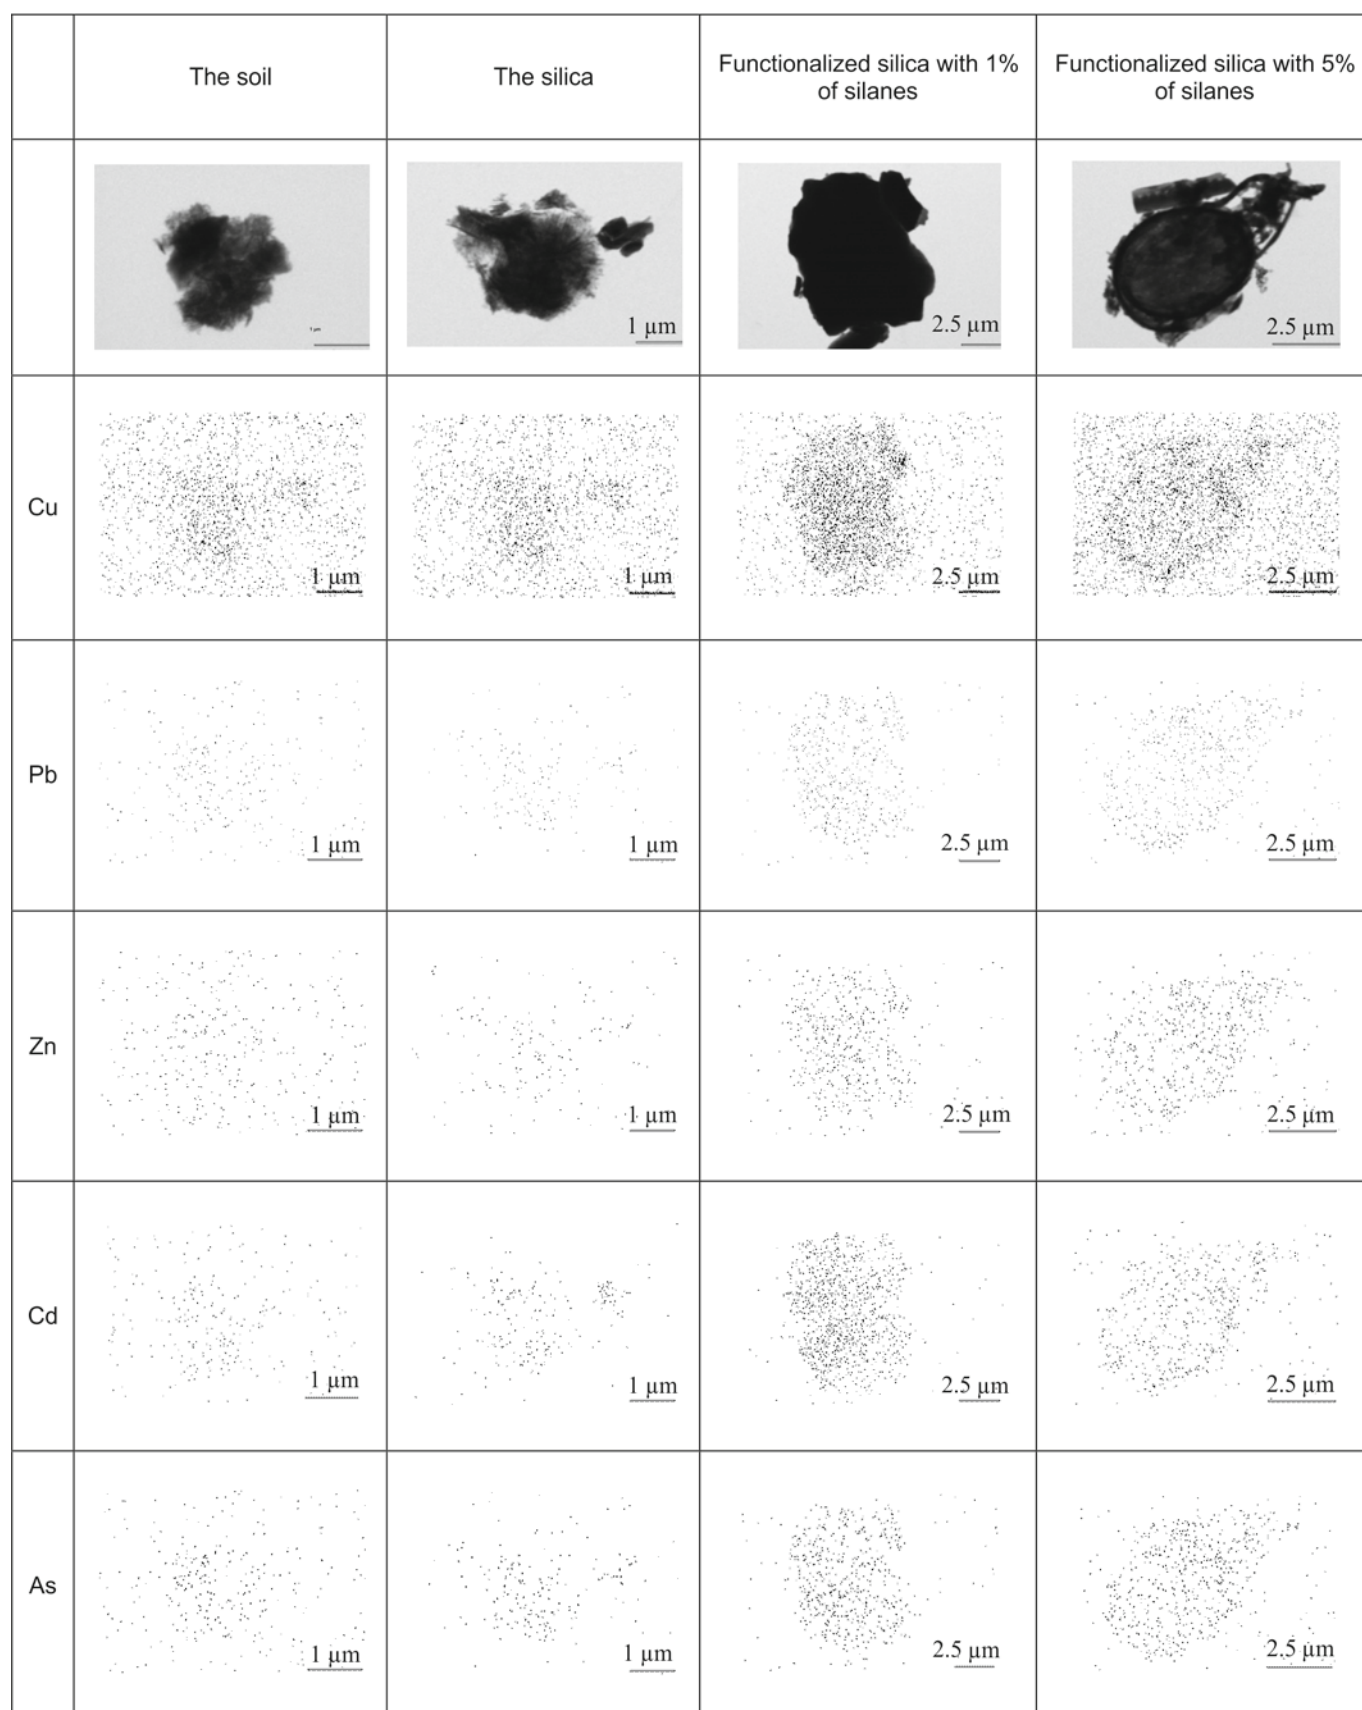 The soil
The silica
Functionalized silica with 1%
of silanes
Functionalized silica with 5%
of silanes
1 µm
1 µm
2.5 µm
2.5 µm
Cu
1 µm
1 µm
2.5 µm
2.5 µm
Pb
1 µm
1 µm
2.5 µm
2.5 µm
Zn
1 µm
1 µm
2.5 µm
2.5 µm
Cd
1 µm
1 µm
2.5 µm
2.5 µm
As
1 µm
1 µm
2.5 µm
2.5 µm